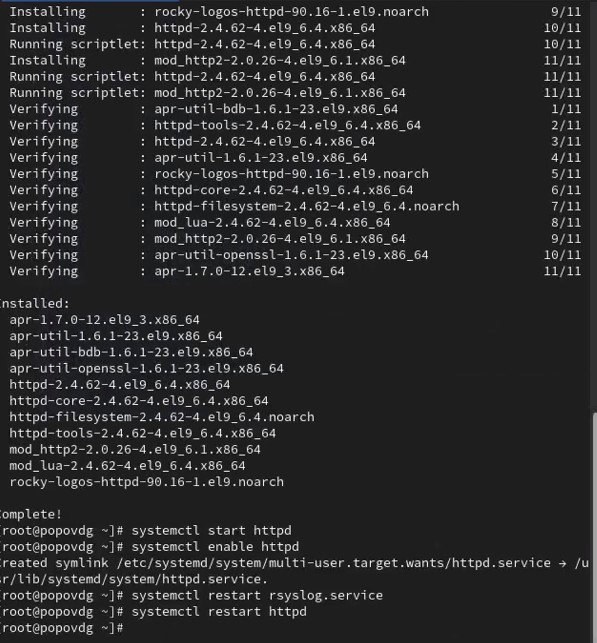 Installing : rocky-logos-httpd-90.16-1.el9.noarch 9/11
Installing : httpd-2.4.62-4.el9_6.4.x86_64 10/11
Running scriptlet: httpd-2.4.62-4.el9_6.4.x86_64 10/11
Installing : mod_http2-2.0.26-4.el9_6.1.x86_64 11/11
Running scriptlet: httpd-2.4.62-4.el9_6.4.x86_64 11/11
Running scriptlet: mod_http2-2.0.26-4.el9_6.1.x86_64 11/11
Verifying : apr-util-bdb-1.6.1-23.el9.x86_64 1/11
Verifying : httpd-tools-2.4.62-4.el9_6.4.x86_64 2/11
Verifying : httpd-2.4.62-4.el9_6.4.x86_64 3/11
Verifying : apr-util-1.6.1-23.el9.x86_64 4/11
Verifying : rocky-logos-httpd-90.16-1.el9.noarch 5/11
Verifying : httpd-core-2.4.62-4.el9_6.4.x86_64 6/11
Verifying : httpd-filesystem-2.4.62-4.el9_6.4.noarch 7/11
Verifying : mod_lua-2.4.62-4.el9_6.4.x86_64 8/11
Verifying : mod_http2-2.0.26-4.el9_6.1.x86_64 9/11
Verifying : apr-util-openssl-1.6.1-23.el9.x86_64 10/11
Verifying : apr-1.7.0-12.el9_3.x86_64 11/11
Installed:
apr-1.7.0-12.el9_3.x86_64
apr-util-1.6.1-23.el9.x86_64
apr-util-bdb-1.6.1-23.el9.x86_64
apr-util-openssl-1.6.1-23.el9.x86_64
httpd-2.4.62-4.el9_6.4.x86_64
httpd-core-2.4.62-4.el9_6.4.x86_64
httpd-filesystem-2.4.62-4.el9_6.4.noarch
httpd-tools-2.4.62-4.el9_6.4.x86_64
mod_http2-2.0.26-4.el9_6.1.x86_64
mod_lua-2.4.62-4.el9_6.4.x86_64
rocky-logos-httpd-90.16-1.el9.noarch
Complete!
[root@popovdg ~]# systemctl start httpd
[root@popovdg ~]# systemctl enable httpd
Created symlink /etc/systemd/system/multi-user.target.wants/httpd.service → /u
sr/lib/systemd/system/httpd.service.
[root@popovdg ~]# systemctl restart rsyslog.service
[root@popovdg ~]# systemctl restart httpd
[root@popovdg ~]#